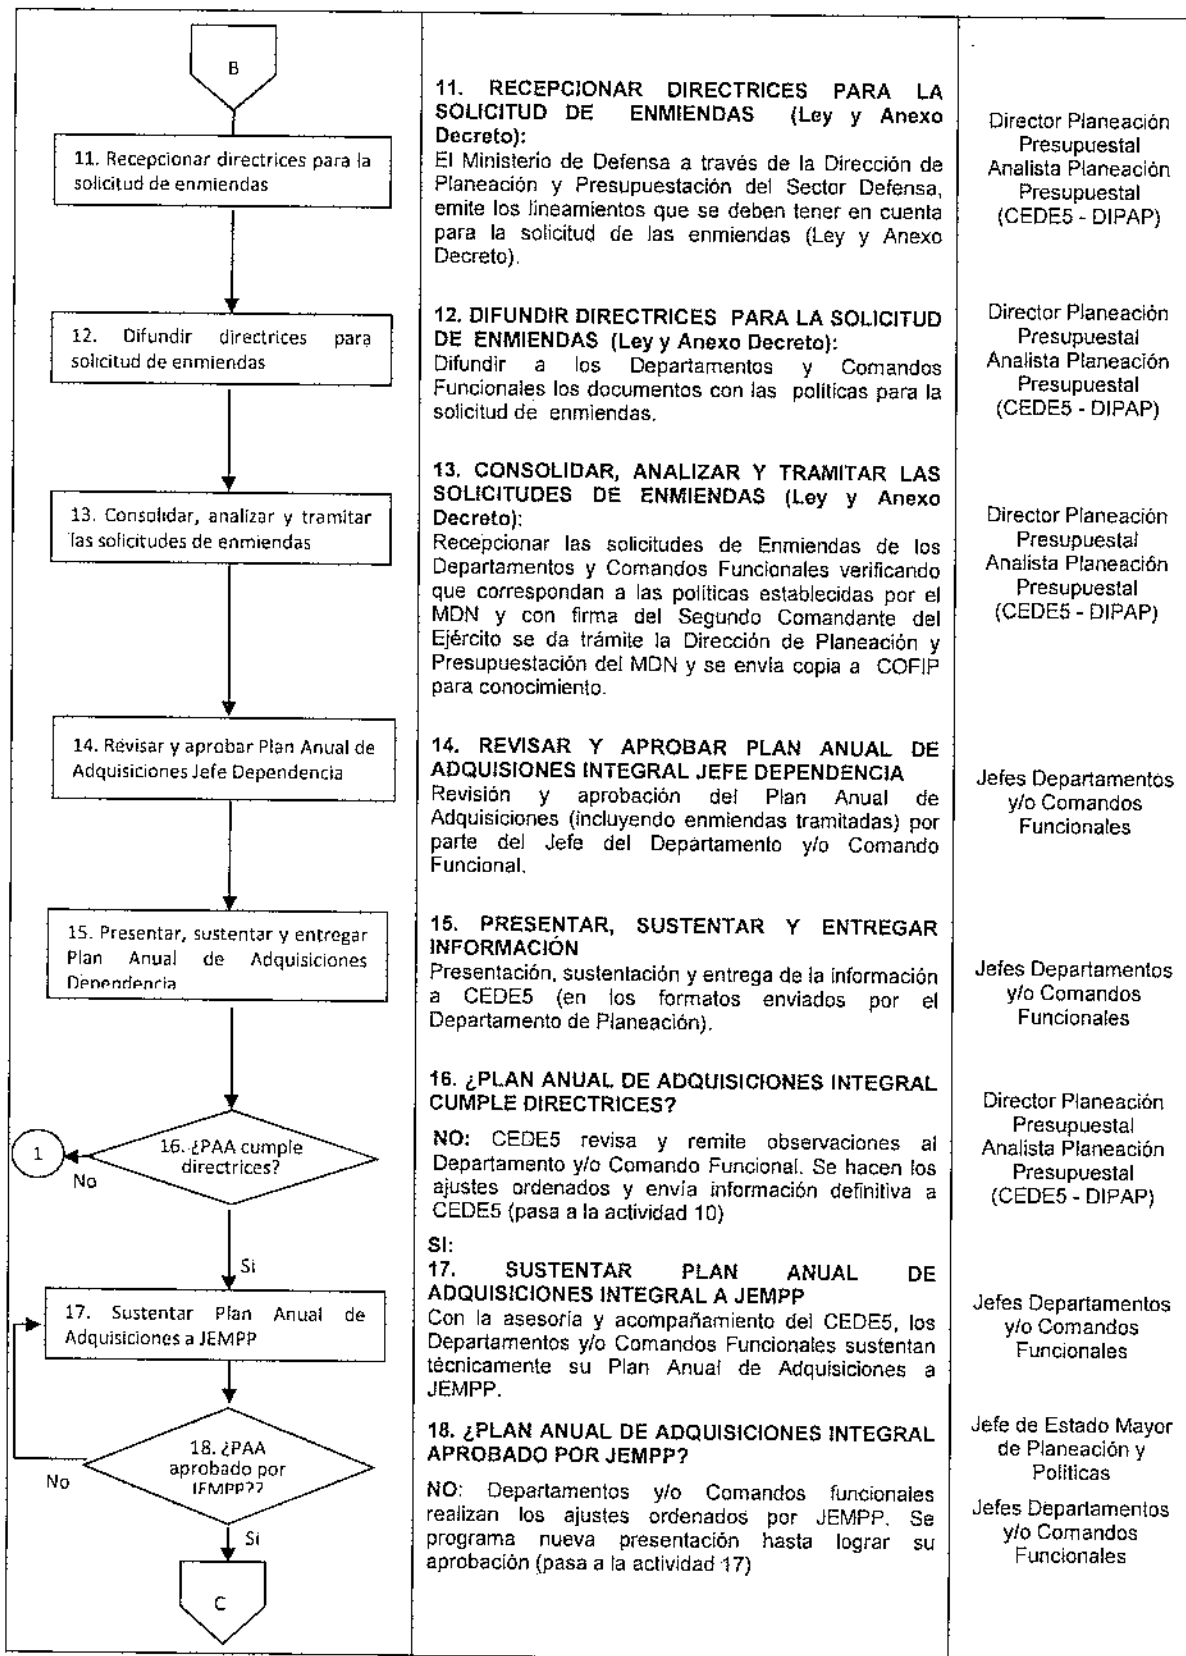 B
11. Recepcionar directrices para la
solicitud de enmiendas
12. Difundir directrices para
solicitud de enmiendas
13. Consolidar, analizar y tramitar
las solicitudes de enmiendas
14. Revisar y aprobar Plan Anual de
Adquisiciones Jefe Dependencia
15. Presentar, sustentar y entregar
Plan Anual de Adquisiciones
Dependencia
16. ¿PAA cumple
directrices?
1
No
Si
17. Sustentar Plan Anual de
Adquisiciones a JEMPP
18. ¿PAA
aprobado por
JEMPP??
No
Si
C
11. RECEPCIONAR DIRECTRICES PARA LA
SOLICITUD DE ENMIENDAS (Ley y Anexo
Decreto):
El Ministerio de Defensa a través de la Dirección de
Planeación y Presupuestación del Sector Defensa,
emite los lineamientos que se deben tener en cuenta
para la solicitud de las enmiendas (Ley y Anexo
Decreto).
12. DIFUNDIR DIRECTRICES PARA LA SOLICITUD
DE ENMIENDAS (Ley y Anexo Decreto):
Difundir a los Departamentos y Comandos
Funcionales los documentos con las políticas para la
solicitud de enmiendas.
13. CONSOLIDAR, ANALIZAR Y TRAMITAR LAS
SOLICITUDES DE ENMIENDAS (Ley y Anexo
Decreto):
Recepcionar las solicitudes de Enmiendas de los
Departamentos y Comandos Funcionales verificando
que correspondan a las políticas establecidas por el
MDN y con firma del Segundo Comandante del
Ejército se da trámite la Dirección de Planeación y
Presupuestación del MDN y se envía copia a COFIP
para conocimiento.
14. REVISAR Y APROBAR PLAN ANUAL DE
ADQUISIONES INTEGRAL JEFE DEPENDENCIA
Revisión y aprobación del Plan Anual de
Adquisiciones (incluyendo enmiendas tramitadas) por
parte del Jefe del Departamento y/o Comando
Funcional.
15. PRESENTAR, SUSTENTAR Y ENTREGAR
INFORMACIÓN
Presentación, sustentación y entrega de la información
a CEDE5 (en los formatos enviados por el
Departamento de Planeación).
16. ¿PLAN ANUAL DE ADQUISICIONES INTEGRAL
CUMPLE DIRECTRICES?
NO: CEDE5 revisa y remite observaciones al
Departamento y/o Comando Funcional. Se hacen los
ajustes ordenados y envía información definitiva a
CEDE5 (pasa a la actividad 10)
SI:
17. SUSTENTAR PLAN ANUAL DE
ADQUISICIONES INTEGRAL A JEMPP
Con la asesoría y acompañamiento del CEDE5, los
Departamentos y/o Comandos Funcionales sustentan
técnicamente su Plan Anual de Adquisiciones a
JEMPP.
18. ¿PLAN ANUAL DE ADQUISICIONES INTEGRAL
APROBADO POR JEMPP?
NO: Departamentos y/o Comandos funcionales
realizan los ajustes ordenados por JEMPP. Se
programa nueva presentación hasta lograr su
aprobación (pasa a la actividad 17)
Director Planeación
Presupuestal
Analista Planeación
Presupuestal
(CEDE5 - DIPAP)
Director Planeación
Presupuestal
Analista Planeación
Presupuestal
(CEDE5 - DIPAP)
Director Planeación
Presupuestal
Analista Planeación
Presupuestal
(CEDE5 - DIPAP)
Jefes Departamentos
y/o Comandos
Funcionales
Jefes Departamentos
y/o Comandos
Funcionales
Director Planeación
Presupuestal
Analista Planeación
Presupuestal
(CEDE5 - DIPAP)
Jefes Departamentos
y/o Comandos
Funcionales
Jefe de Estado Mayor
de Planeación y
Políticas
Jefes Departamentos
y/o Comandos
Funcionales